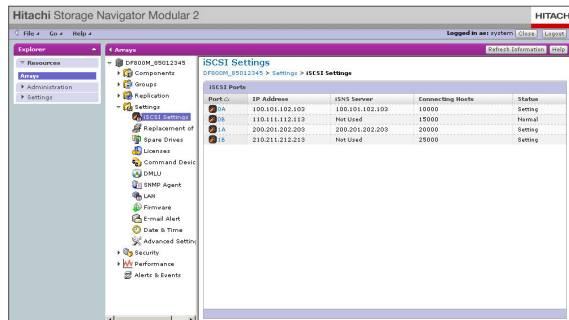 Hitachi Storage Navigator Modular 2
HITACH
File Go Help
Logged in as: system Close Logout
Explorer
Resources
Arrays
Administration
Settings
Arrays
Refresh Information Help
DF800M_85012345
Components
Groups
Replication
Settings
iSCSI Settings
Replacement of
Spare Drives
Licenses
Command Devic
DMLU
SNMP Agent
LAN
Firmware
E-mail Alert
Date & Time
Advanced Setting
Security
Performance
Alerts & Events
iSCSI Settings
DF800M_85012345 > Settings > iSCSI Settings
iSCSI Ports
Port IP Address iSNS Server Connecting Hosts Status
0A 100.101.102.103 100.101.102.103 10000 Setting
0B 110.111.112.113 Not Used 15000 Normal
1A 200.201.202.203 200.201.202.203 20000 Setting
1B 210.211.212.213 Not Used 25000 Setting